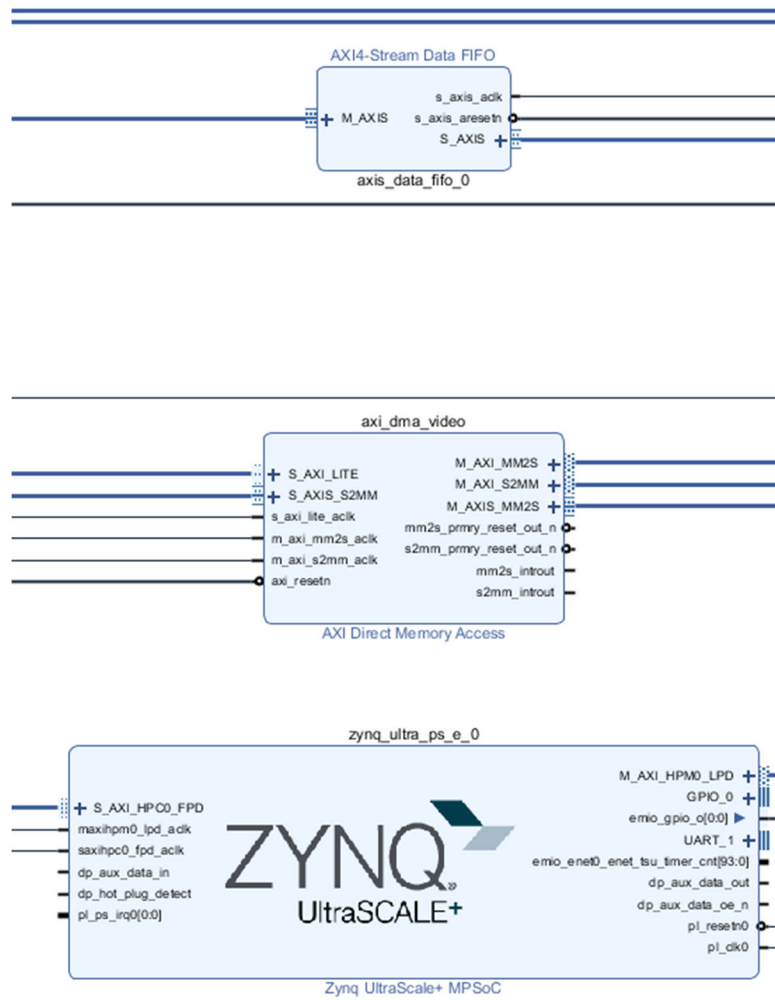 AXI4-Stream Data FIFO
s_axis_aclk
M_AXIS s_axis_aresetn
S_AXIS
axis_data_fifo_0
axi_dma_video
S_AXI_LITE M_AXI_MM2S
S_AXIS_S2MM M_AXI_S2MM
s_axi_lite_aclk M_AXIS_MM2S
m_axi_mm2s_aclk mm2s_prmry_reset_out_n
m_axi_s2mm_aclk s2mm_prmry_reset_out_n
axi_resetn mm2s_introut
s2mm_introut
AXI Direct Memory Access
zynq_ultra_ps_e_0
M_AXI_HPM0_LPD
S_AXI_HPC0_FPD GPIO_0
maxihpm0_lpd_aclk emio_gpio_o[0:0]
saxihpc0_fpd_aclk UART_1
dp_aux_data_in emio_enet0_enet_tsu_timer_cnt[93:0]
dp_hot_plug_detect dp_aux_data_out
pl_ps_irq0[0:0] dp_aux_data_oe_n
pl_resetn0
pl_clk0
ZYNQ
UltraSCALE+
Zynq UltraScale+ MPSoC